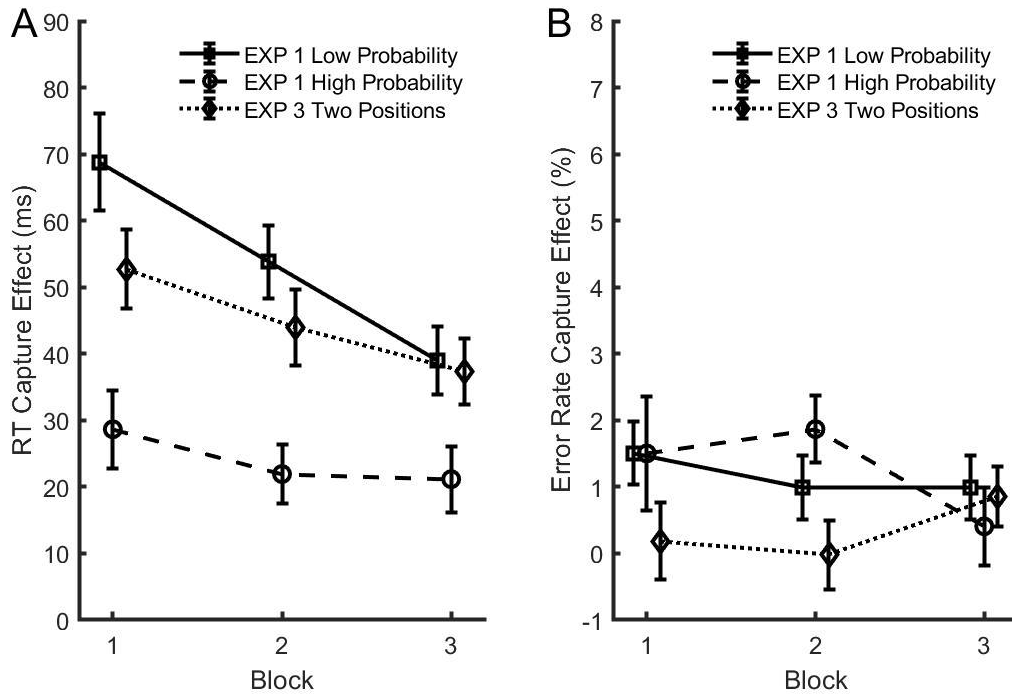 A
90
80
70
60
50
40
30
20
10
0
RT Capture Effect (ms)
EXP 1 Low Probability
EXP 1 High Probability
EXP 3 Two Positions
1 2 3
Block
B
8
7
6
5
4
3
2
1
0
-1
Error Rate Capture Effect (%)
EXP 1 Low Probability
EXP 1 High Probability
EXP 3 Two Positions
1 2 3
Block